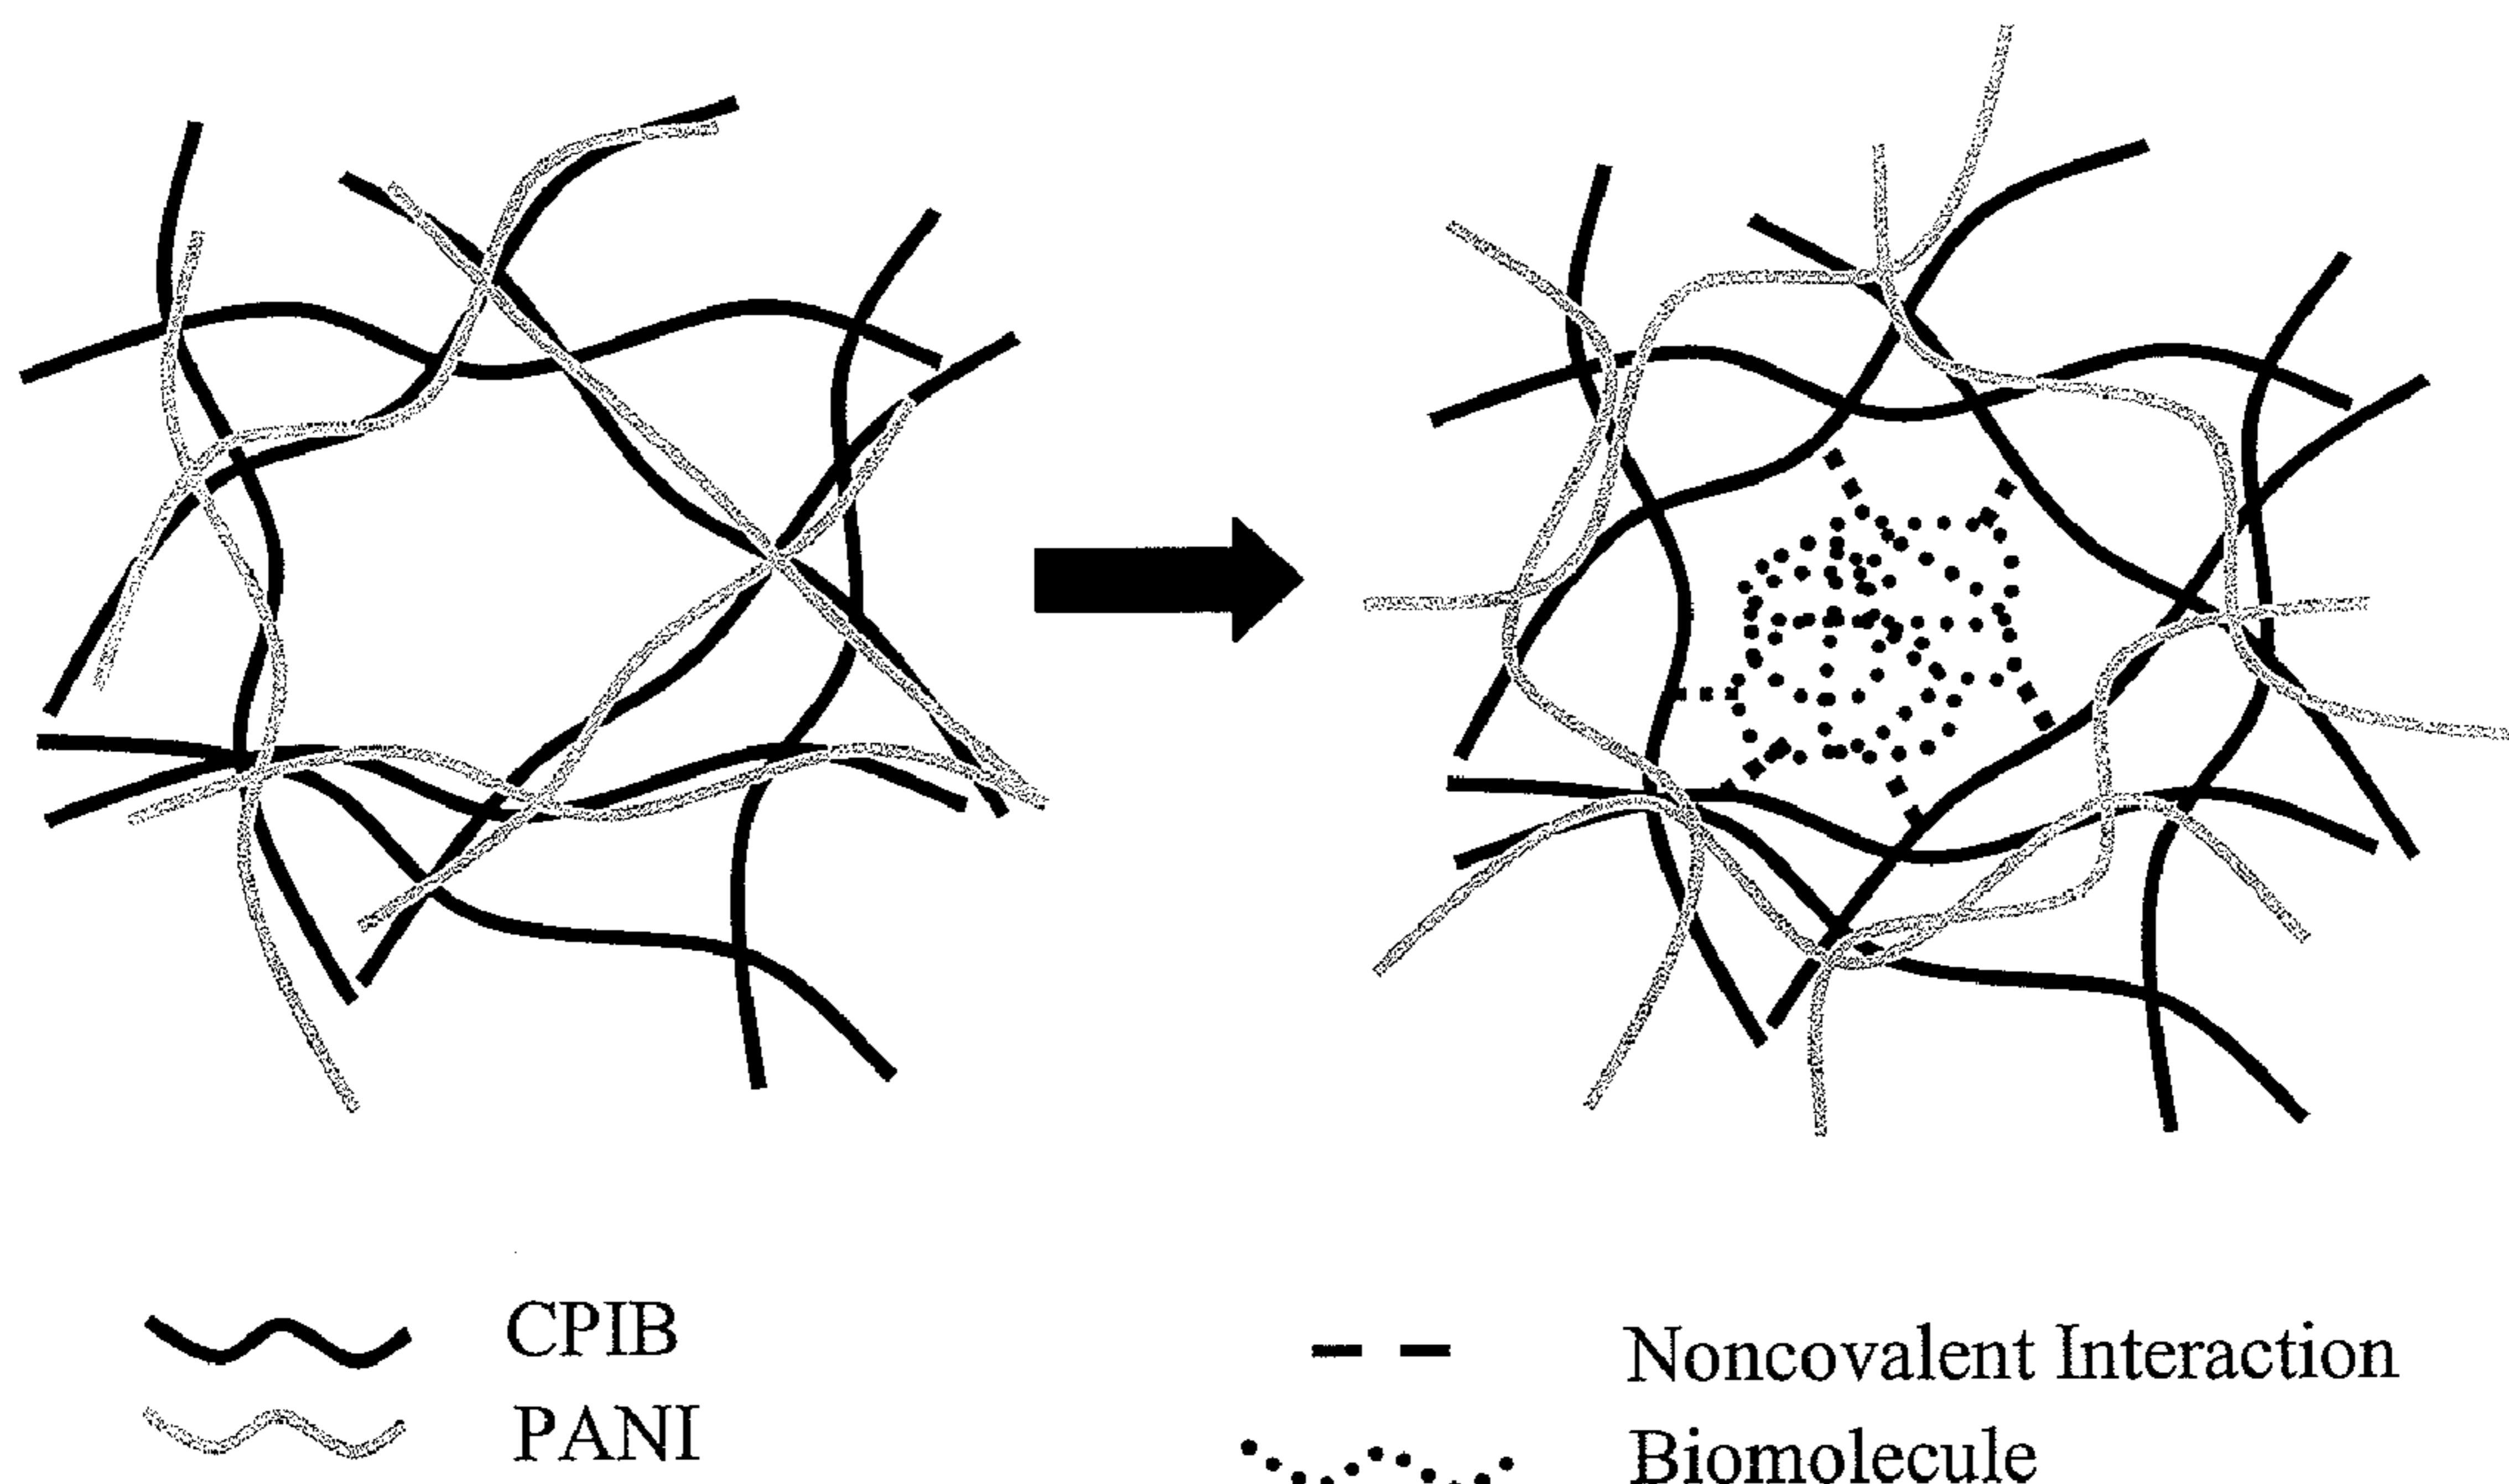 CPIB
PANI
Noncovalent Interaction
Biomolecule